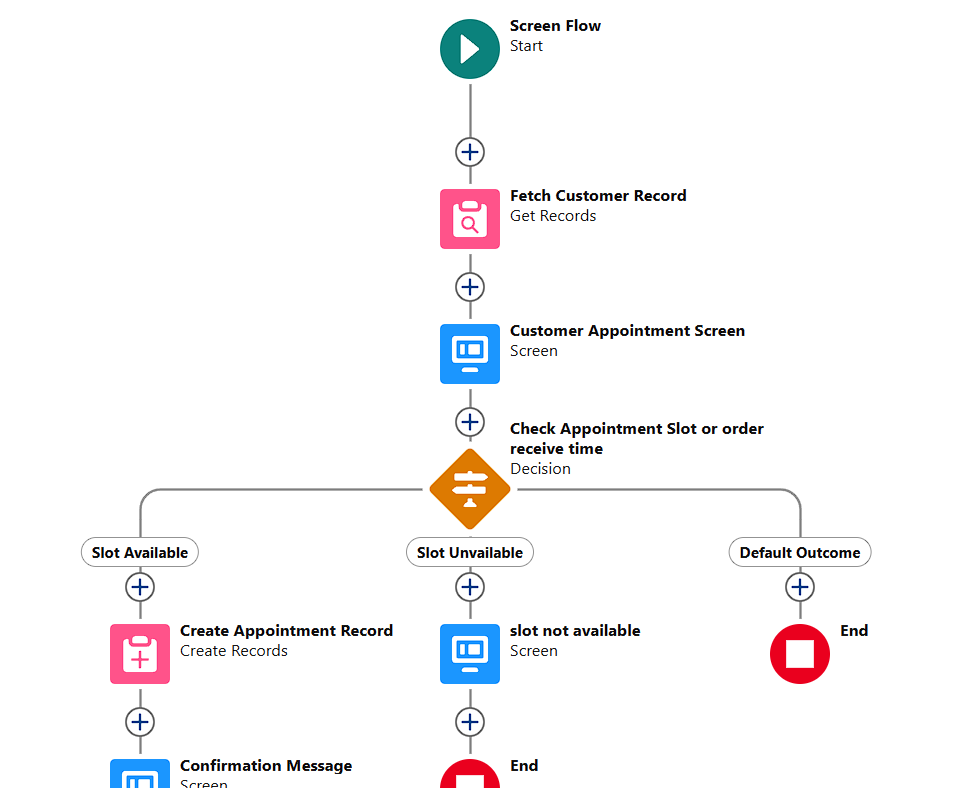 Screen Flow
Start
Fetch Customer Record
Get Records
Customer Appointment Screen
Screen
Check Appointment Slot or order
receive time
Decision
Slot Available
Slot Unvailable
Default Outcome
Create Appointment Record
Create Records
slot not available
Screen
End
Confirmation Message
Screen
End